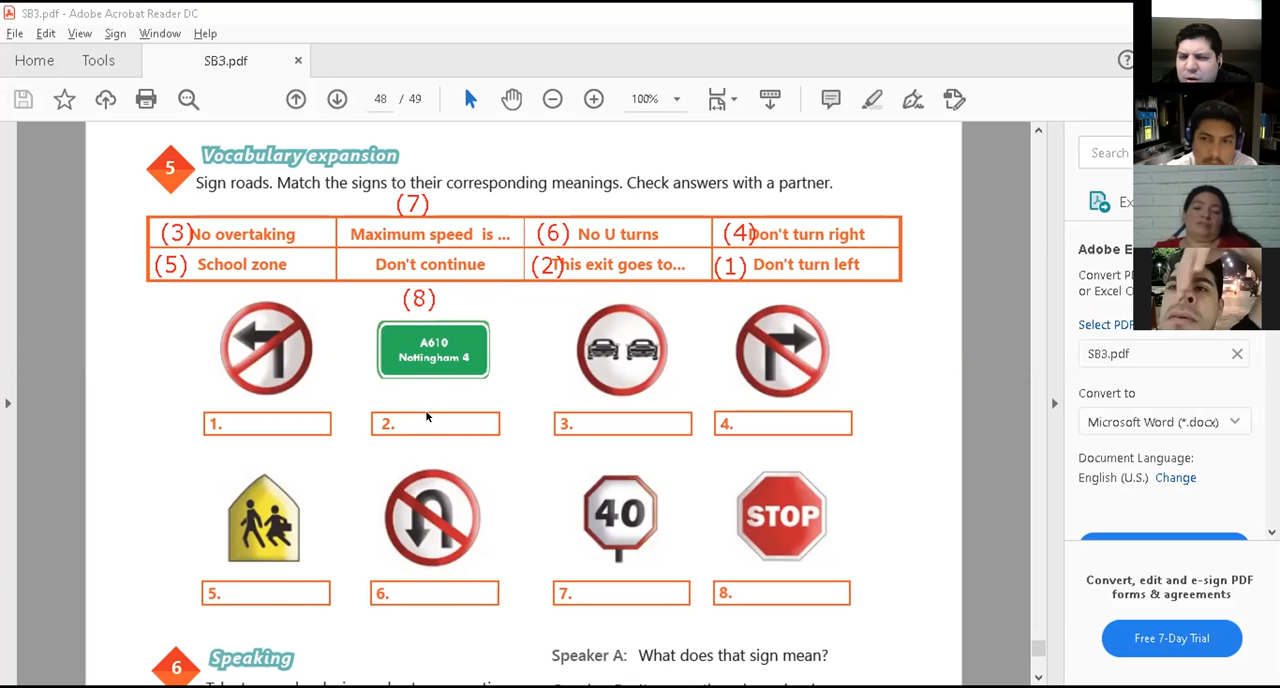 SB3.pdf - Adobe Acrobat Reader DC
File Edit View Sign Window Help
Home Tools SB3.pdf ×
48 / 49 100%
5 Vocabulary expansion
Sign roads. Match the signs to their corresponding meanings. Check answers with a partner.
(7)
(3) No overtaking Maximum speed is ... (6) No U turns (4) Don't turn right
(5) School zone Don't continue (2) This exit goes to... (1) Don't turn left
(8)
A610
Nottingham 4
1. 2. 3. 4.
40 STOP
5. 6. 7. 8.
6 Speaking
Speaker A: What does that sign mean?
Search
Ex
Adobe E
Convert PD
or Excel O
Select PDF
SB3.pdf
Convert to
Microsoft Word (*.docx)
Document Language:
English (U.S.) Change
Convert, edit and e-sign PDF
forms & agreements
Free 7-Day Trial